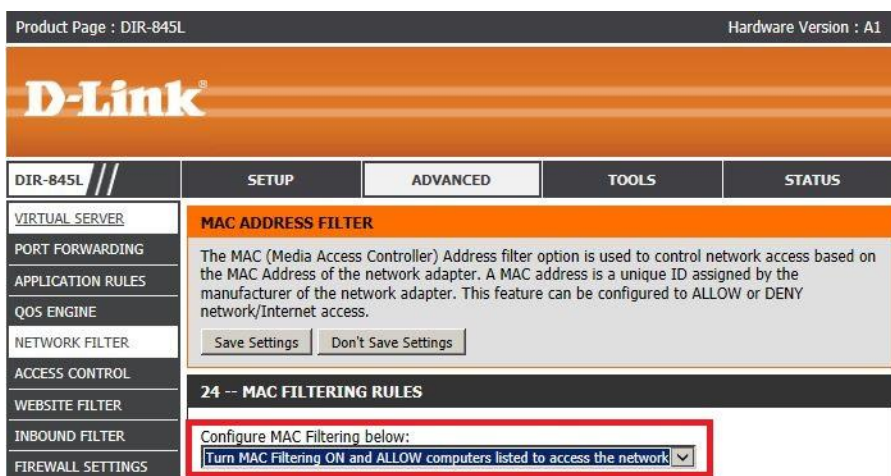 Product Page : DIR-845L
Hardware Version : A1
D-Link®
DIR-845L
SETUP
ADVANCED
TOOLS
STATUS
VIRTUAL SERVER
PORT FORWARDING
APPLICATION RULES
QOS ENGINE
NETWORK FILTER
ACCESS CONTROL
WEBSITE FILTER
INBOUND FILTER
FIREWALL SETTINGS
MAC ADDRESS FILTER
The MAC (Media Access Controller) Address filter option is used to control network access based on
the MAC Address of the network adapter. A MAC address is a unique ID assigned by the
manufacturer of the network adapter. This feature can be configured to ALLOW or DENY
network/Internet access.
Save Settings
Don't Save Settings
24 -- MAC FILTERING RULES
Configure MAC Filtering below:
Turn MAC Filtering ON and ALLOW computers listed to access the network